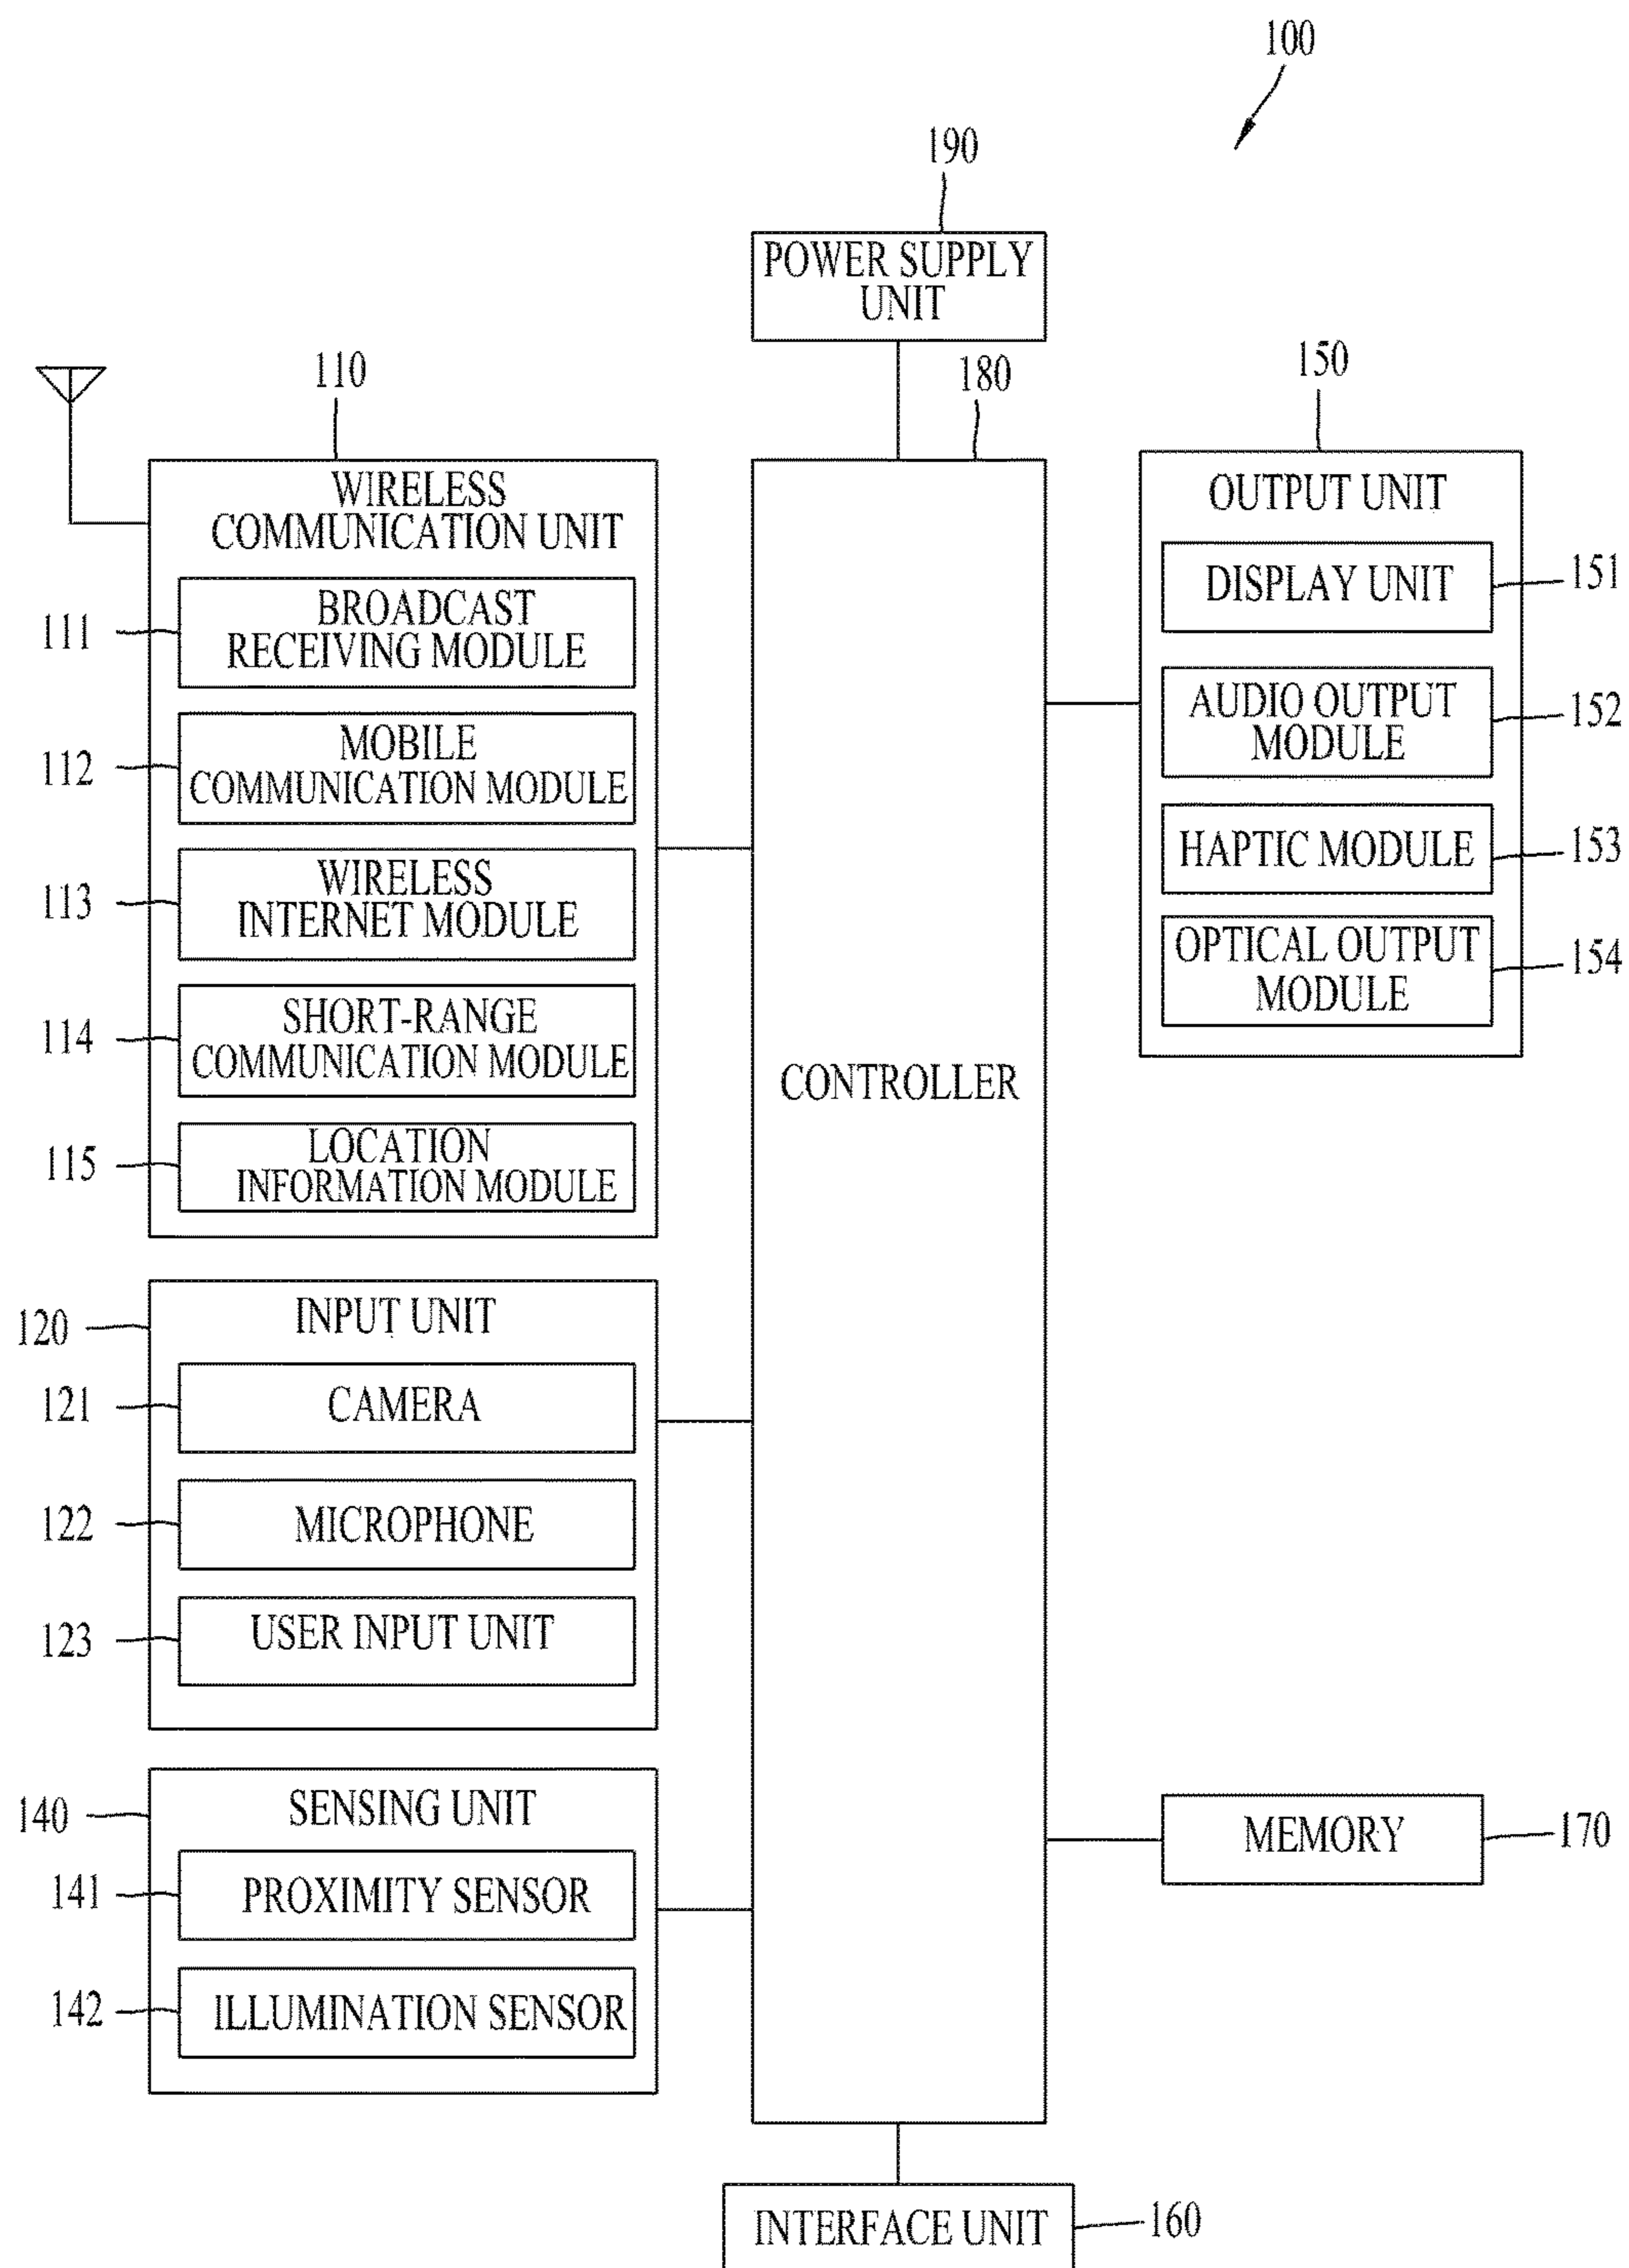 100
190
POWER SUPPLY
UNIT
110
180
150
WIRELESS
COMMUNICATION UNIT
111
BROADCAST
RECEIVING MODULE
112
MOBILE
COMMUNICATION MODULE
113
WIRELESS
INTERNET MODULE
114
SHORT-RANGE
COMMUNICATION MODULE
115
LOCATION
INFORMATION MODULE
120
INPUT UNIT
121
CAMERA
122
MICROPHONE
123
USER INPUT UNIT
140
SENSING UNIT
141
PROXIMITY SENSOR
142
ILLUMINATION SENSOR
CONTROLLER
OUTPUT UNIT
DISPLAY UNIT
151
AUDIO OUTPUT
MODULE
152
HAPTIC MODULE
153
OPTICAL OUTPUT
MODULE
154
MEMORY
170
INTERFACE UNIT
160